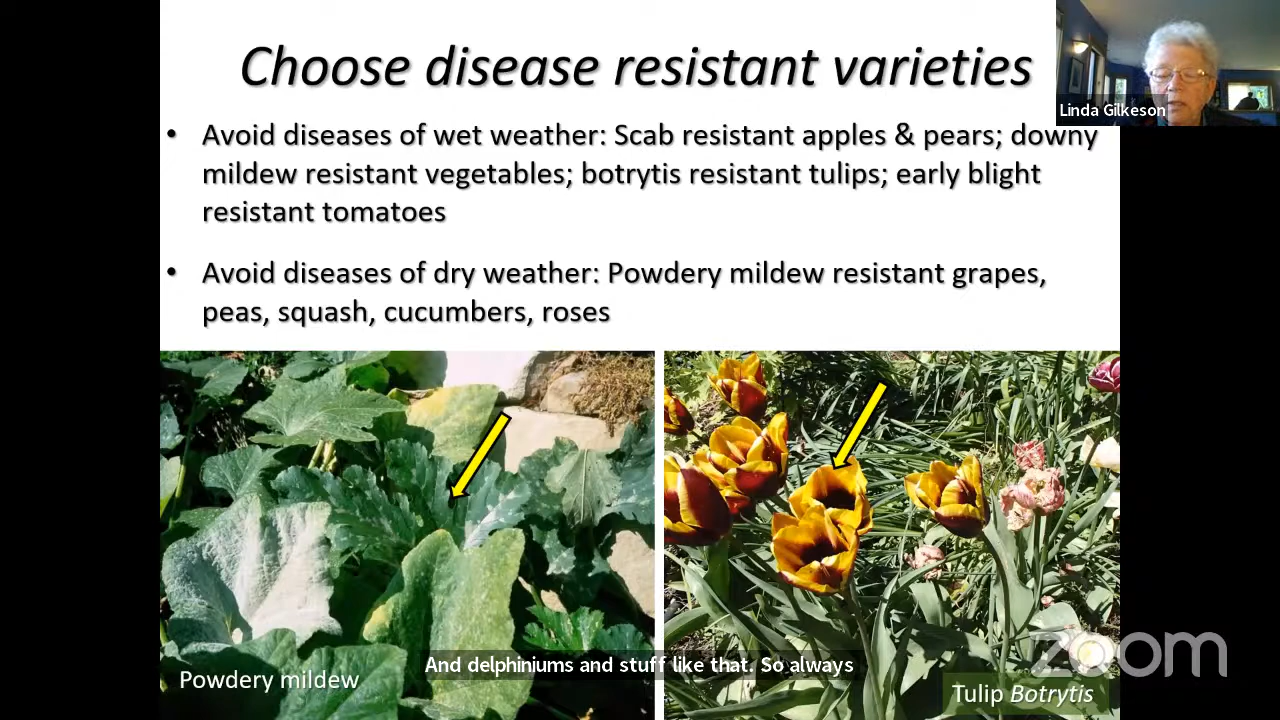 Choose disease resistant varieties
Linda Gilkeson
• Avoid diseases of wet weather: Scab resistant apples & pears; downy
mildew resistant vegetables; botrytis resistant tulips; early blight
resistant tomatoes
• Avoid diseases of dry weather: Powdery mildew resistant grapes,
peas, squash, cucumbers, roses
And delphiniums and stuff like that. So always
Powdery mildew
zoom
Tulip Botrytis